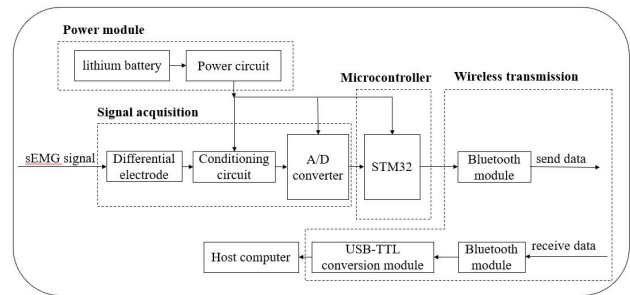 Power module
lithium battery
Power circuit
Microcontroller
Wireless transmission
Signal acquisition
sEMG signal
Differential
electrode
Conditioning
circuit
A/D
converter
STM32
Bluetooth
module
send data
Host computer
USB-TTL
conversion module
Bluetooth
module
receive data